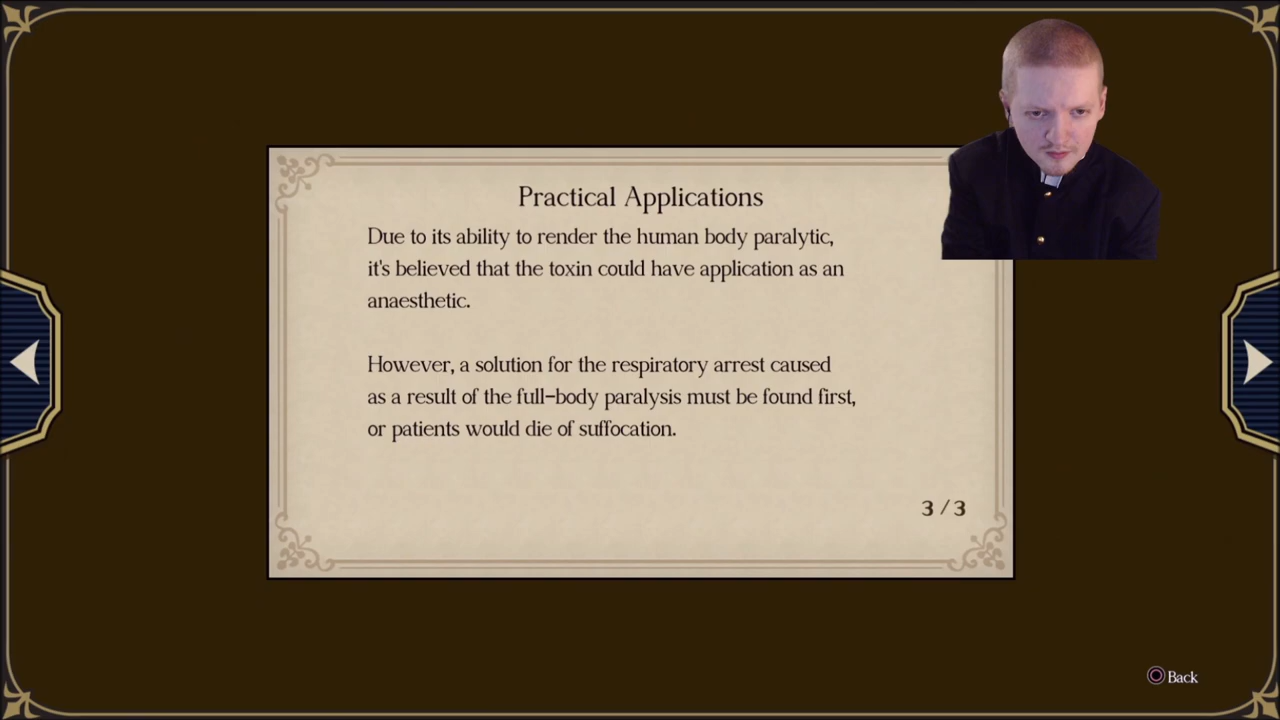 Practical Applications
Due to its ability to render the human body paralytic,
it's believed that the toxin could have application as an
anaesthetic.
However, a solution for the respiratory arrest caused
as a result of the full-body paralysis must be found first,
or patients would die of suffocation.
3 / 3
Back